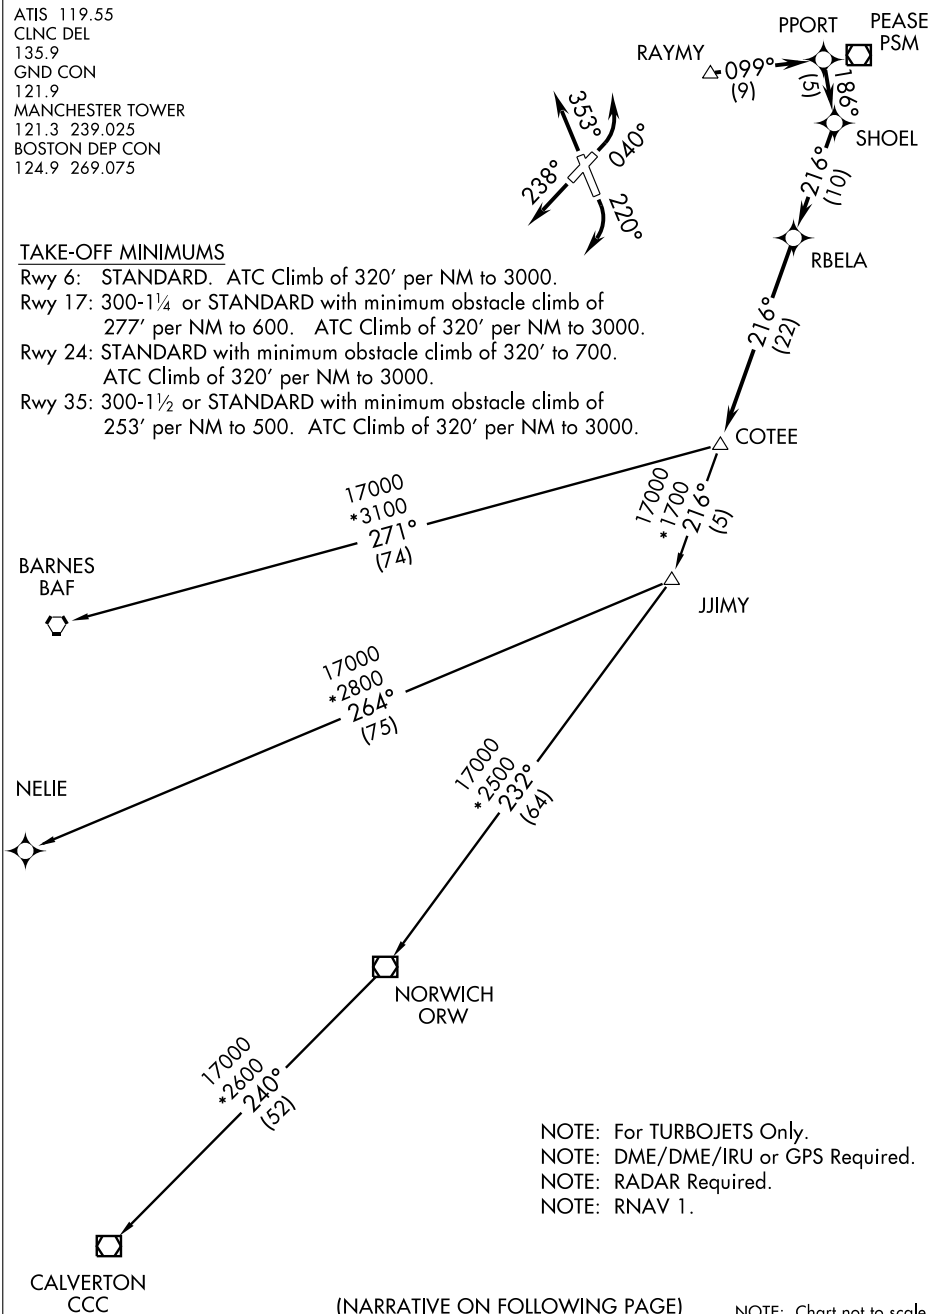 ATIS 119.55
CLNC DEL
135.9
GND CON
121.9
MANCHESTER TOWER
121.3 239.025
BOSTON DEP CON
124.9 269.075
RAYMY
099°
(9)
PPORT
PEASE
PSM
186°
(5)
SHOEL
353°
040°
238°
220°
216°
(10)
RBELA
TAKE-OFF MINIMUMS
Rwy 6: STANDARD. ATC Climb of 320' per NM to 3000.
Rwy 17: 300-1¼ or STANDARD with minimum obstacle climb of
277' per NM to 600. ATC Climb of 320' per NM to 3000.
Rwy 24: STANDARD with minimum obstacle climb of 320' to 700.
ATC Climb of 320' per NM to 3000.
Rwy 35: 300-1½ or STANDARD with minimum obstacle climb of
253' per NM to 500. ATC Climb of 320' per NM to 3000.
216°
(22)
COTEE
17000
*3100
271°
(74)
17000
*1700
216°
(5)
BARNES
BAF
JJIMY
17000
*2800
264°
(75)
17000
*2500
232°
(64)
NELIE
NORWICH
ORW
17000
*2600
240°
(52)
NOTE: For TURBOJETS Only.
NOTE: DME/DME/IRU or GPS Required.
NOTE: RADAR Required.
NOTE: RNAV 1.
CALVERTON
CCC
(NARRATIVE ON FOLLOWING PAGE)
NOTE: Chart not to scale